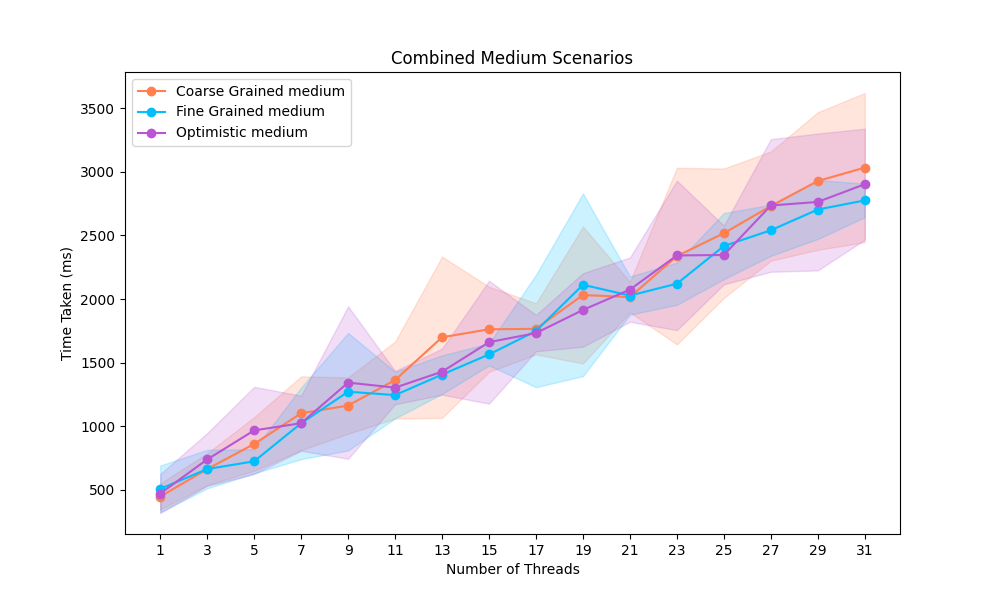 Combined Medium Scenarios
Coarse Grained medium
Fine Grained medium
Optimistic medium
3500
3000
2500
2000
1500
1000
500
Time Taken (ms)
1 3 5 7 9 11 13 15 17 19 21 23 25 27 29 31
Number of Threads